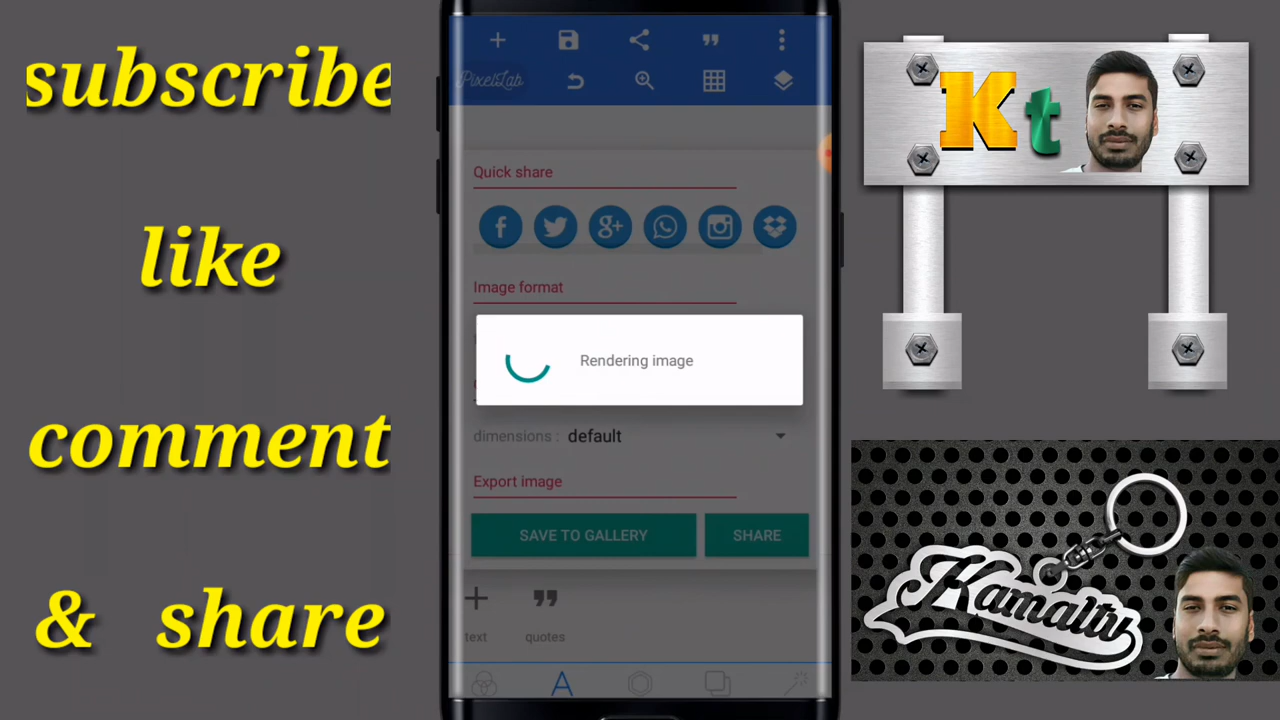 subscribe
like
comment
& share
PixelLab
Quick share
Image format
Rendering image
dimensions : default
Export image
SAVE TO GALLERY
SHARE
text
quotes
Kt
Kamaltv